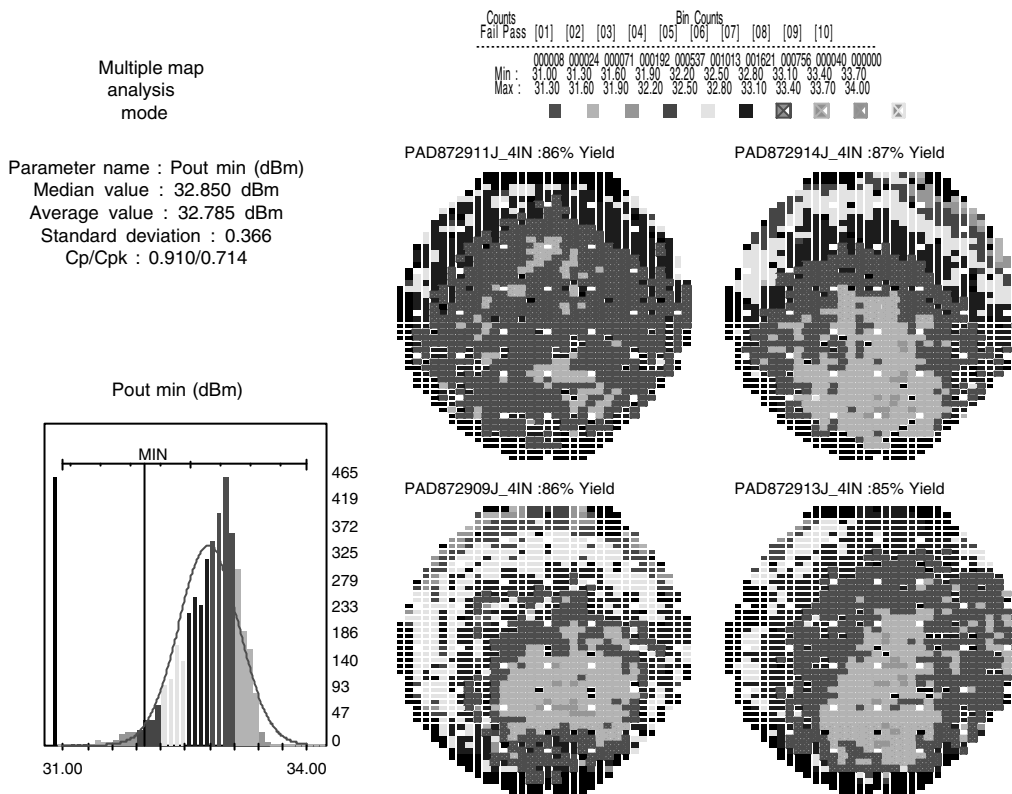 Counts Bin Counts
Fail Pass [01] [02] [03] [04] [05] [06] [07] [08] [09] [10]
000008 000024 000071 000192 000537 001013 001621 000756 000040 000000
Min : 31.00 31.30 31.60 31.90 32.20 32.50 32.80 33.10 33.40 33.70
Max : 31.30 31.60 31.90 32.20 32.50 32.80 33.10 33.40 33.70 34.00
Multiple map
analysis
mode
Parameter name : Pout min (dBm)
Median value : 32.850 dBm
Average value : 32.785 dBm
Standard deviation : 0.366
Cp/Cpk : 0.910/0.714
PAD872911J_4IN :86% Yield
PAD872914J_4IN :87% Yield
Pout min (dBm)
MIN
465
419
372
325
279
233
186
140
93
47
0
31.00 34.00
PAD872909J_4IN :86% Yield
PAD872913J_4IN :85% Yield